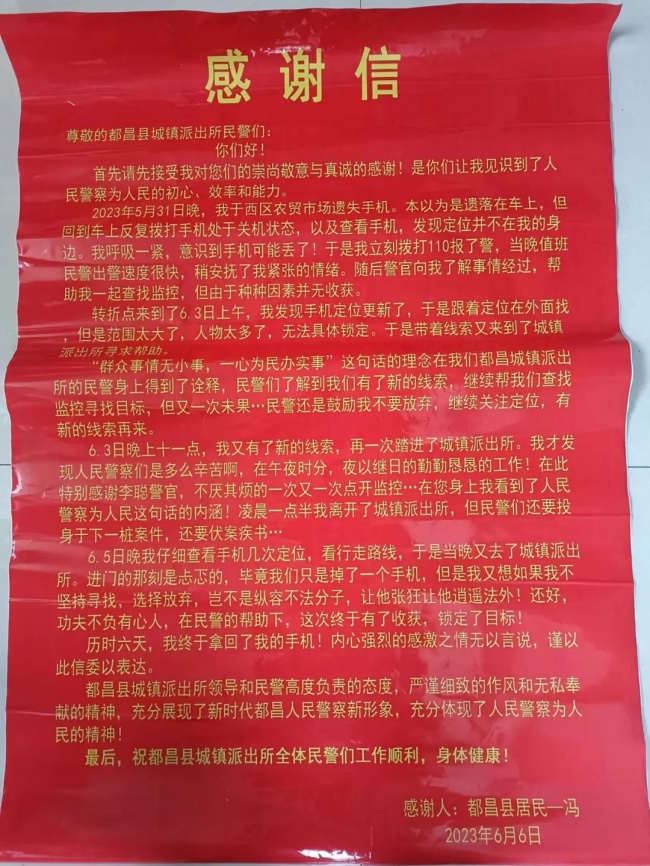 感谢信
尊敬的都昌县城镇派出所民警们：
你们好！
首先请先接受我对您们的崇尚敬意与真诚的感谢！是你们让我见识到了人
民警察为人民的初心、效率和能力。
2023年5月31日晚，我于西区农贸市场遗失手机。本以为是遗落在车上，但
回到车上反复拨打手机处于关机状态，以及查看手机，发现定位并不在我的身
边。我呼吸一紧，意识到手机可能丢了！于是我立刻拨打110报了警，当晚值班
民警出警速度很快，稍安抚了我紧张的情绪。随后警官向我了解事情经过，帮
助我一起查找监控，但由于种种因素并无收获。
转折点来到了6.3日上午，我发现手机定位更新了，于是跟着定位在外面找
，但是范围太大了，人物太多了，无法具体锁定。于是带着线索又来到了城镇
派出所寻求帮助。
“群众事情无小事，一心为民办实事”这句话的理念在我们都昌城镇派出
所的民警身上得到了诠释，民警们了解到我们有了新的线索，继续帮我们查找
监控寻找目标，但又一次未果…民警还是鼓励我不要放弃，继续关注定位，有
新的线索再来。
6.3日晚上十一点，我又有了新的线索，再一次踏进了城镇派出所。我才发
现人民警察们是多么辛苦啊，在午夜时分，夜以继日的勤勤恳恳的工作！在此
特别感谢李聪警官，不厌其烦的一次又一次点开监控…在您身上我看到了人民
警察为人民这句话的内涵！凌晨一点半我离开了城镇派出所，但民警们还要投
身于下一桩案件，还要伏案疾书…
6.5日晚我仔细查看手机几次定位，看行走路线，于是当晚又去了城镇派出
所。进门的那刻是忐忑的，毕竟我们只是掉了一个手机，但是我又想如果我不
坚持寻找，选择放弃，岂不是纵容不法分子，让他张狂让他逍遥法外！还好，
功夫不负有心人，在民警的帮助下，这次终于有了收获，锁定了目标！
历时六天，我终于拿回了我的手机！内心强烈的感激之情无以言说，谨以
此信委以表达。
都昌县城镇派出所领导和民警高度负责的态度，严谨细致的作风和无私奉
献的精神，充分展现了新时代都昌人民警察新形象，充分体现了人民警察为人
民的精神！
最后，祝都昌县城镇派出所全体民警们工作顺利，身体健康！
感谢人：都昌县居民—冯
2023年6月6日